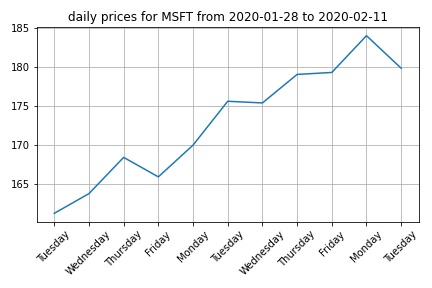 daily prices for MSFT from 2020-01-28 to 2020-02-11
185
180
175
170
165
Tuesday
Wednesday
Thursday
Friday
Monday
Tuesday
Wednesday
Thursday
Friday
Monday
Tuesday